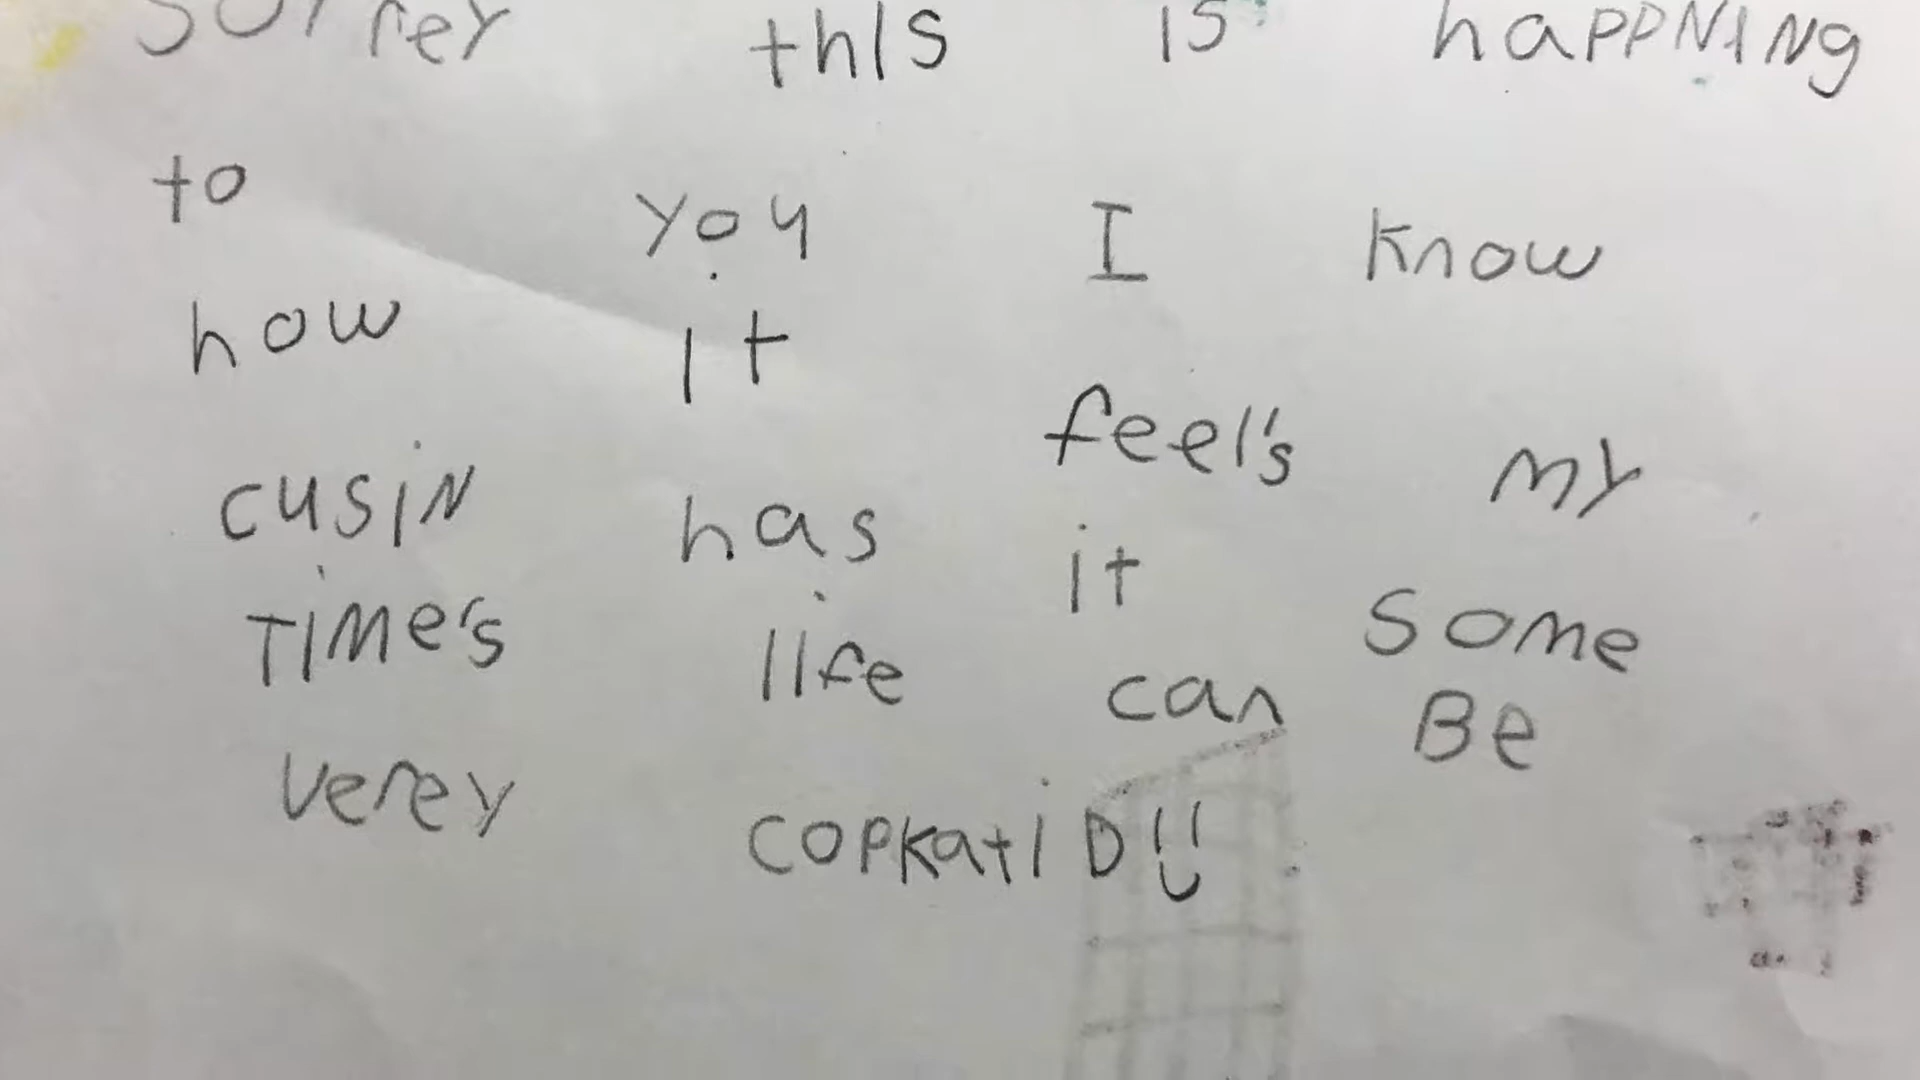 sorrey this is happNiNg
to you I know
how it feel's my
cusiN has it some
Time's life can Be
verey copkatiD!!